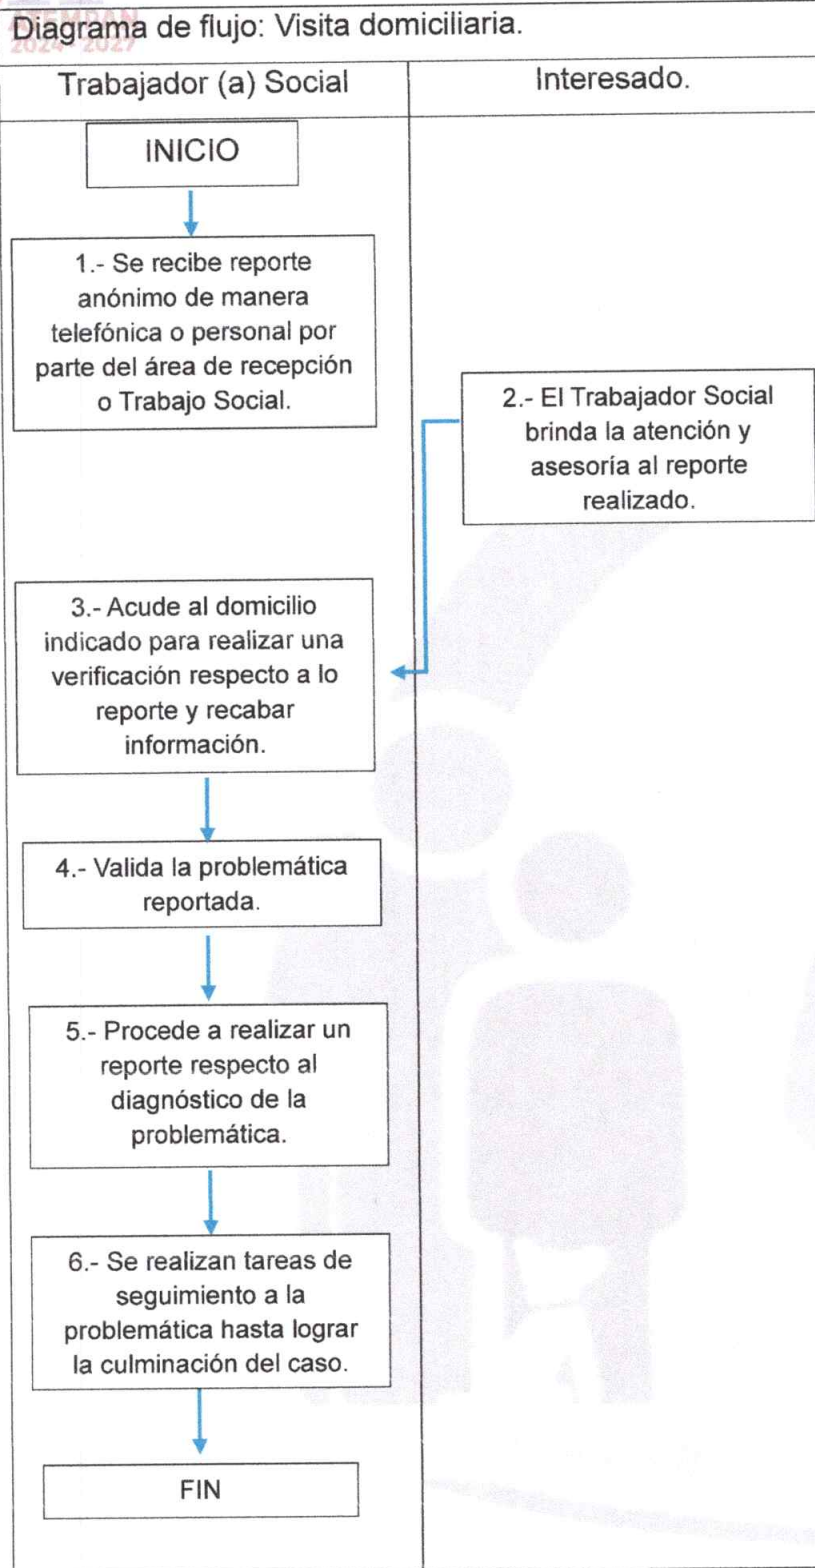 ATEMPAN
2024-2027
Diagrama de flujo: Visita domiciliaria.
Trabajador (a) Social
Interesado.
INICIO
1.- Se recibe reporte
anónimo de manera
telefónica o personal por
parte del área de recepción
o Trabajo Social.
2.- El Trabajador Social
brinda la atención y
asesoría al reporte
realizado.
3.- Acude al domicilio
indicado para realizar una
verificación respecto a lo
reporte y recabar
información.
4.- Valida la problemática
reportada.
5.- Procede a realizar un
reporte respecto al
diagnóstico de la
problemática.
6.- Se realizan tareas de
seguimiento a la
problemática hasta lograr
la culminación del caso.
FIN